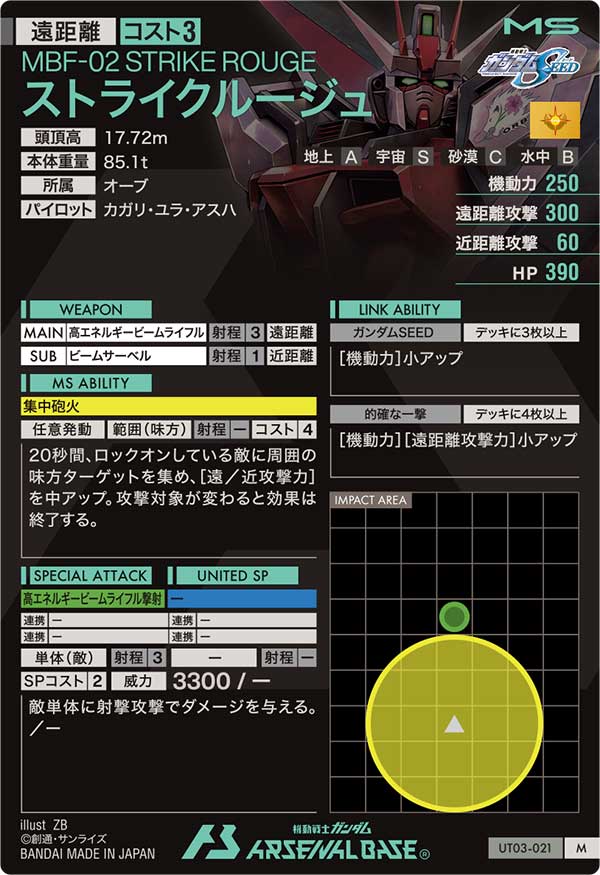 遠距離 コスト3 MS
MBF-02 STRIKE ROUGE
ストライクルージュ
機動戦士ガンダムSEED
頭頂高 17.72m
本体重量 85.1t
所属 オーブ
パイロット カガリ・ユラ・アスハ
ORB
地上 A 宇宙 S 砂漠 C 水中 B
機動力 250
遠距離攻撃 300
近距離攻撃 60
HP 390
WEAPON
MAIN 高エネルギービームライフル 射程 3 遠距離
SUB ビームサーベル 射程 1 近距離
MS ABILITY
集中砲火
任意発動 範囲(味方) 射程 ー コスト 4
20秒間、ロックオンしている敵に周囲の
味方ターゲットを集め、[遠/近攻撃力]
を中アップ。攻撃対象が変わると効果は
終了する。
LINK ABILITY
ガンダムSEED デッキに3枚以上
[機動力]小アップ
的確な一撃 デッキに4枚以上
[機動力][遠距離攻撃力]小アップ
IMPACT AREA
SPECIAL ATTACK UNITED SP
高エネルギービームライフル撃射 ー
連携 ー 連携 ー
連携 ー 連携 ー
単体(敵) 射程 3 ー 射程 ー
SPコスト 2 威力 3300 / ー
敵単体に射撃攻撃でダメージを与える。
/ー
illust ZB
©創通・サンライズ
BANDAI MADE IN JAPAN
機動戦士ガンダム
ARSENAL BASE®
UT03-021 M